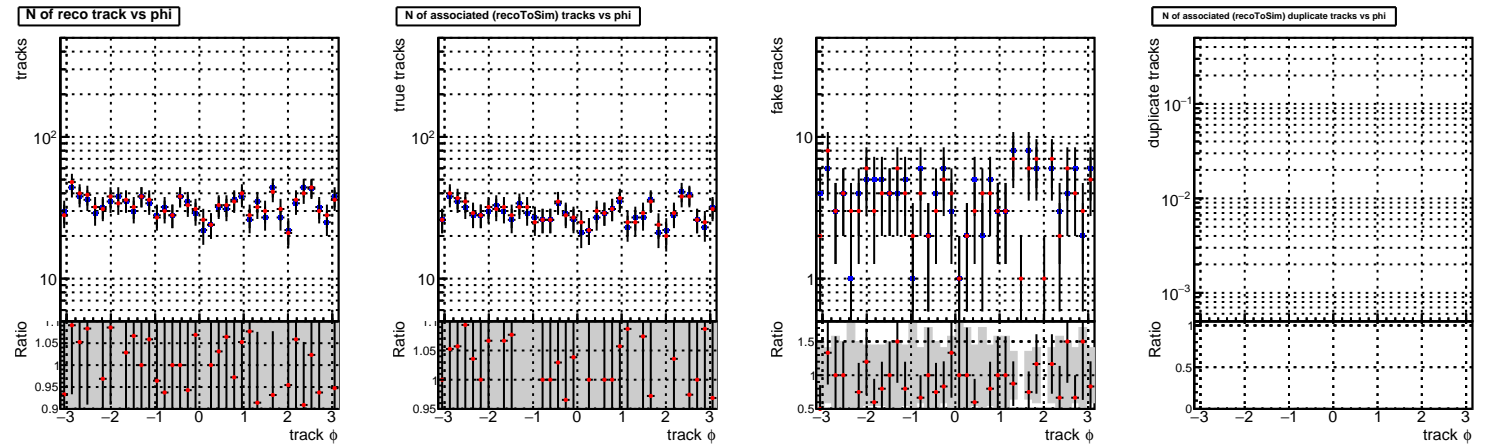 N of reco track vs phi
tracks
10²
10
Ratio
1.1
1.05
1
0.95
0.9
−3 −2 −1 0 1 2 3
track ϕ
N of associated (recoToSim) tracks vs phi
true tracks
10²
10
Ratio
1.1
1.05
1
0.95
−3 −2 −1 0 1 2 3
track ϕ
fake tracks
10
1
Ratio
1.5
1
0.5
−3 −2 −1 0 1 2 3
track ϕ
N of associated (recoToSim) duplicate tracks vs phi
duplicate tracks
10⁻¹
10⁻²
10⁻³
Ratio
1
0.5
0
−3 −2 −1 0 1 2 3
track ϕ